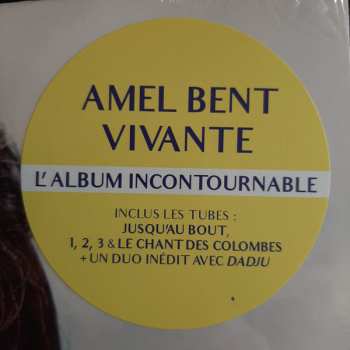 AMEL BENT
VIVANTE
L'ALBUM INCONTOURNABLE
INCLUS LES TUBES :
JUSQU'AU BOUT,
1, 2, 3 & LE CHANT DES COLOMBES
+ UN DUO INÉDIT AVEC DADJU